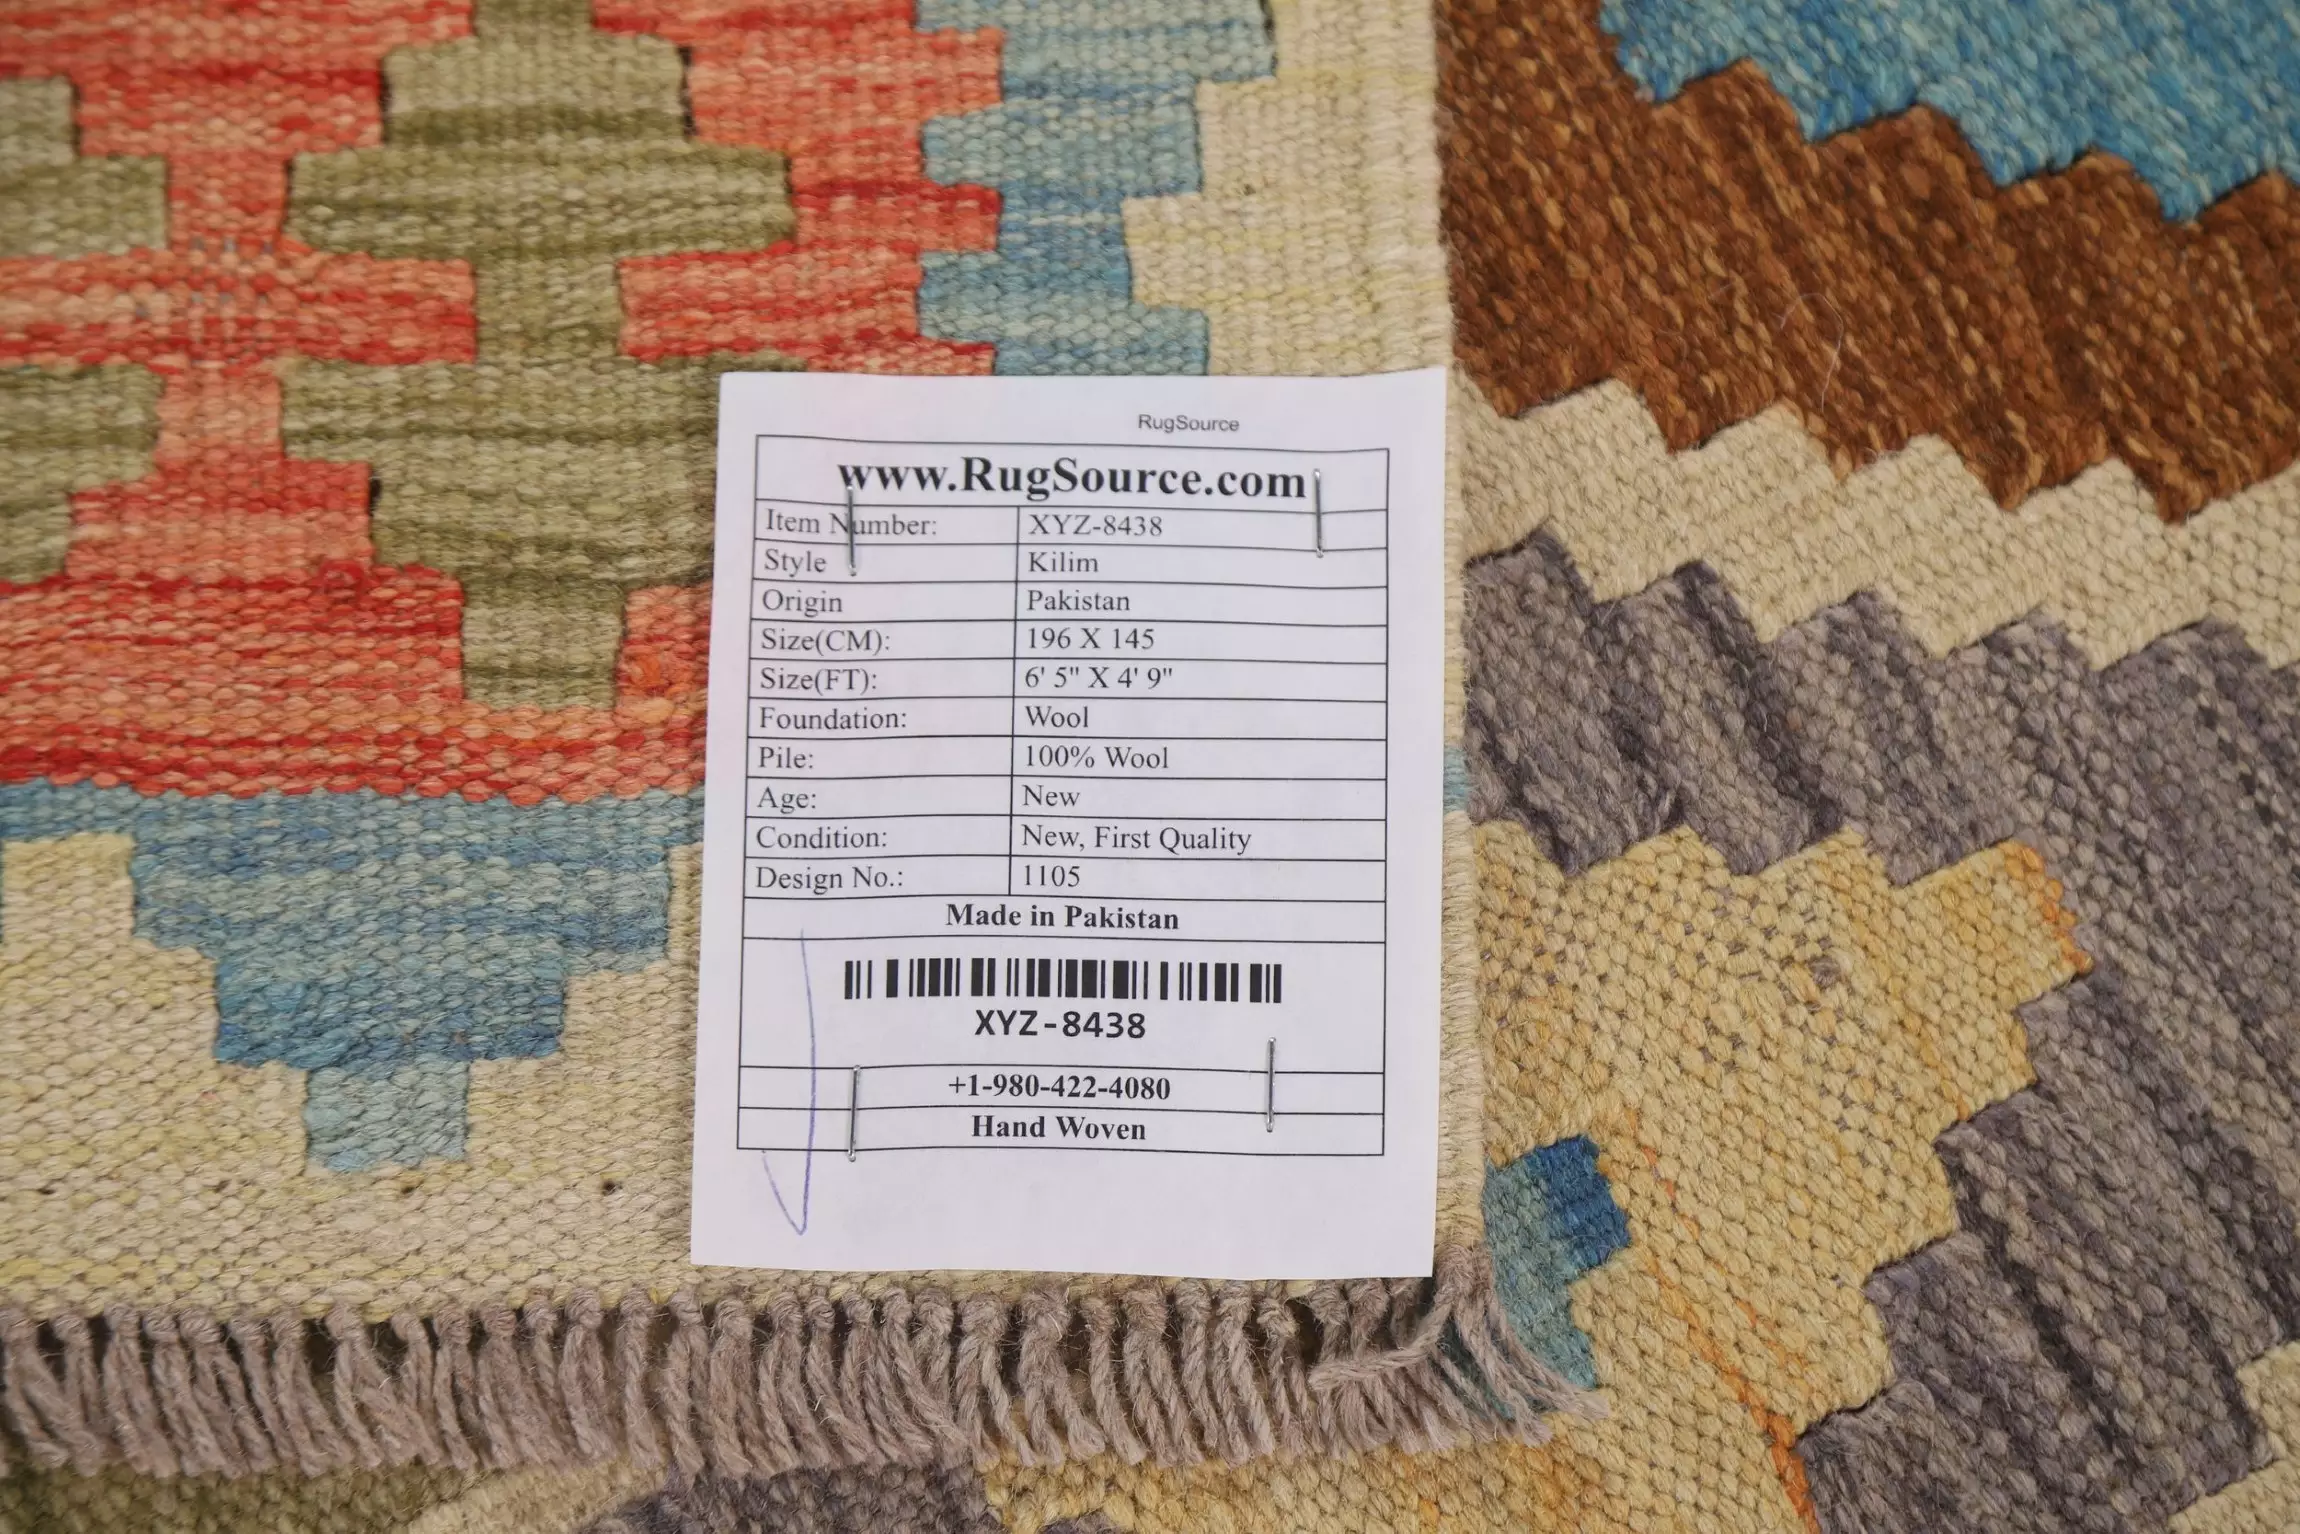 RugSource
www.RugSource.com
Item Number: XYZ-8438
Style Kilim
Origin Pakistan
Size(CM): 196 X 145
Size(FT): 6' 5" X 4' 9"
Foundation: Wool
Pile: 100% Wool
Age: New
Condition: New, First Quality
Design No.: 1105
Made in Pakistan
XYZ-8438
+1-980-422-4080
Hand Woven